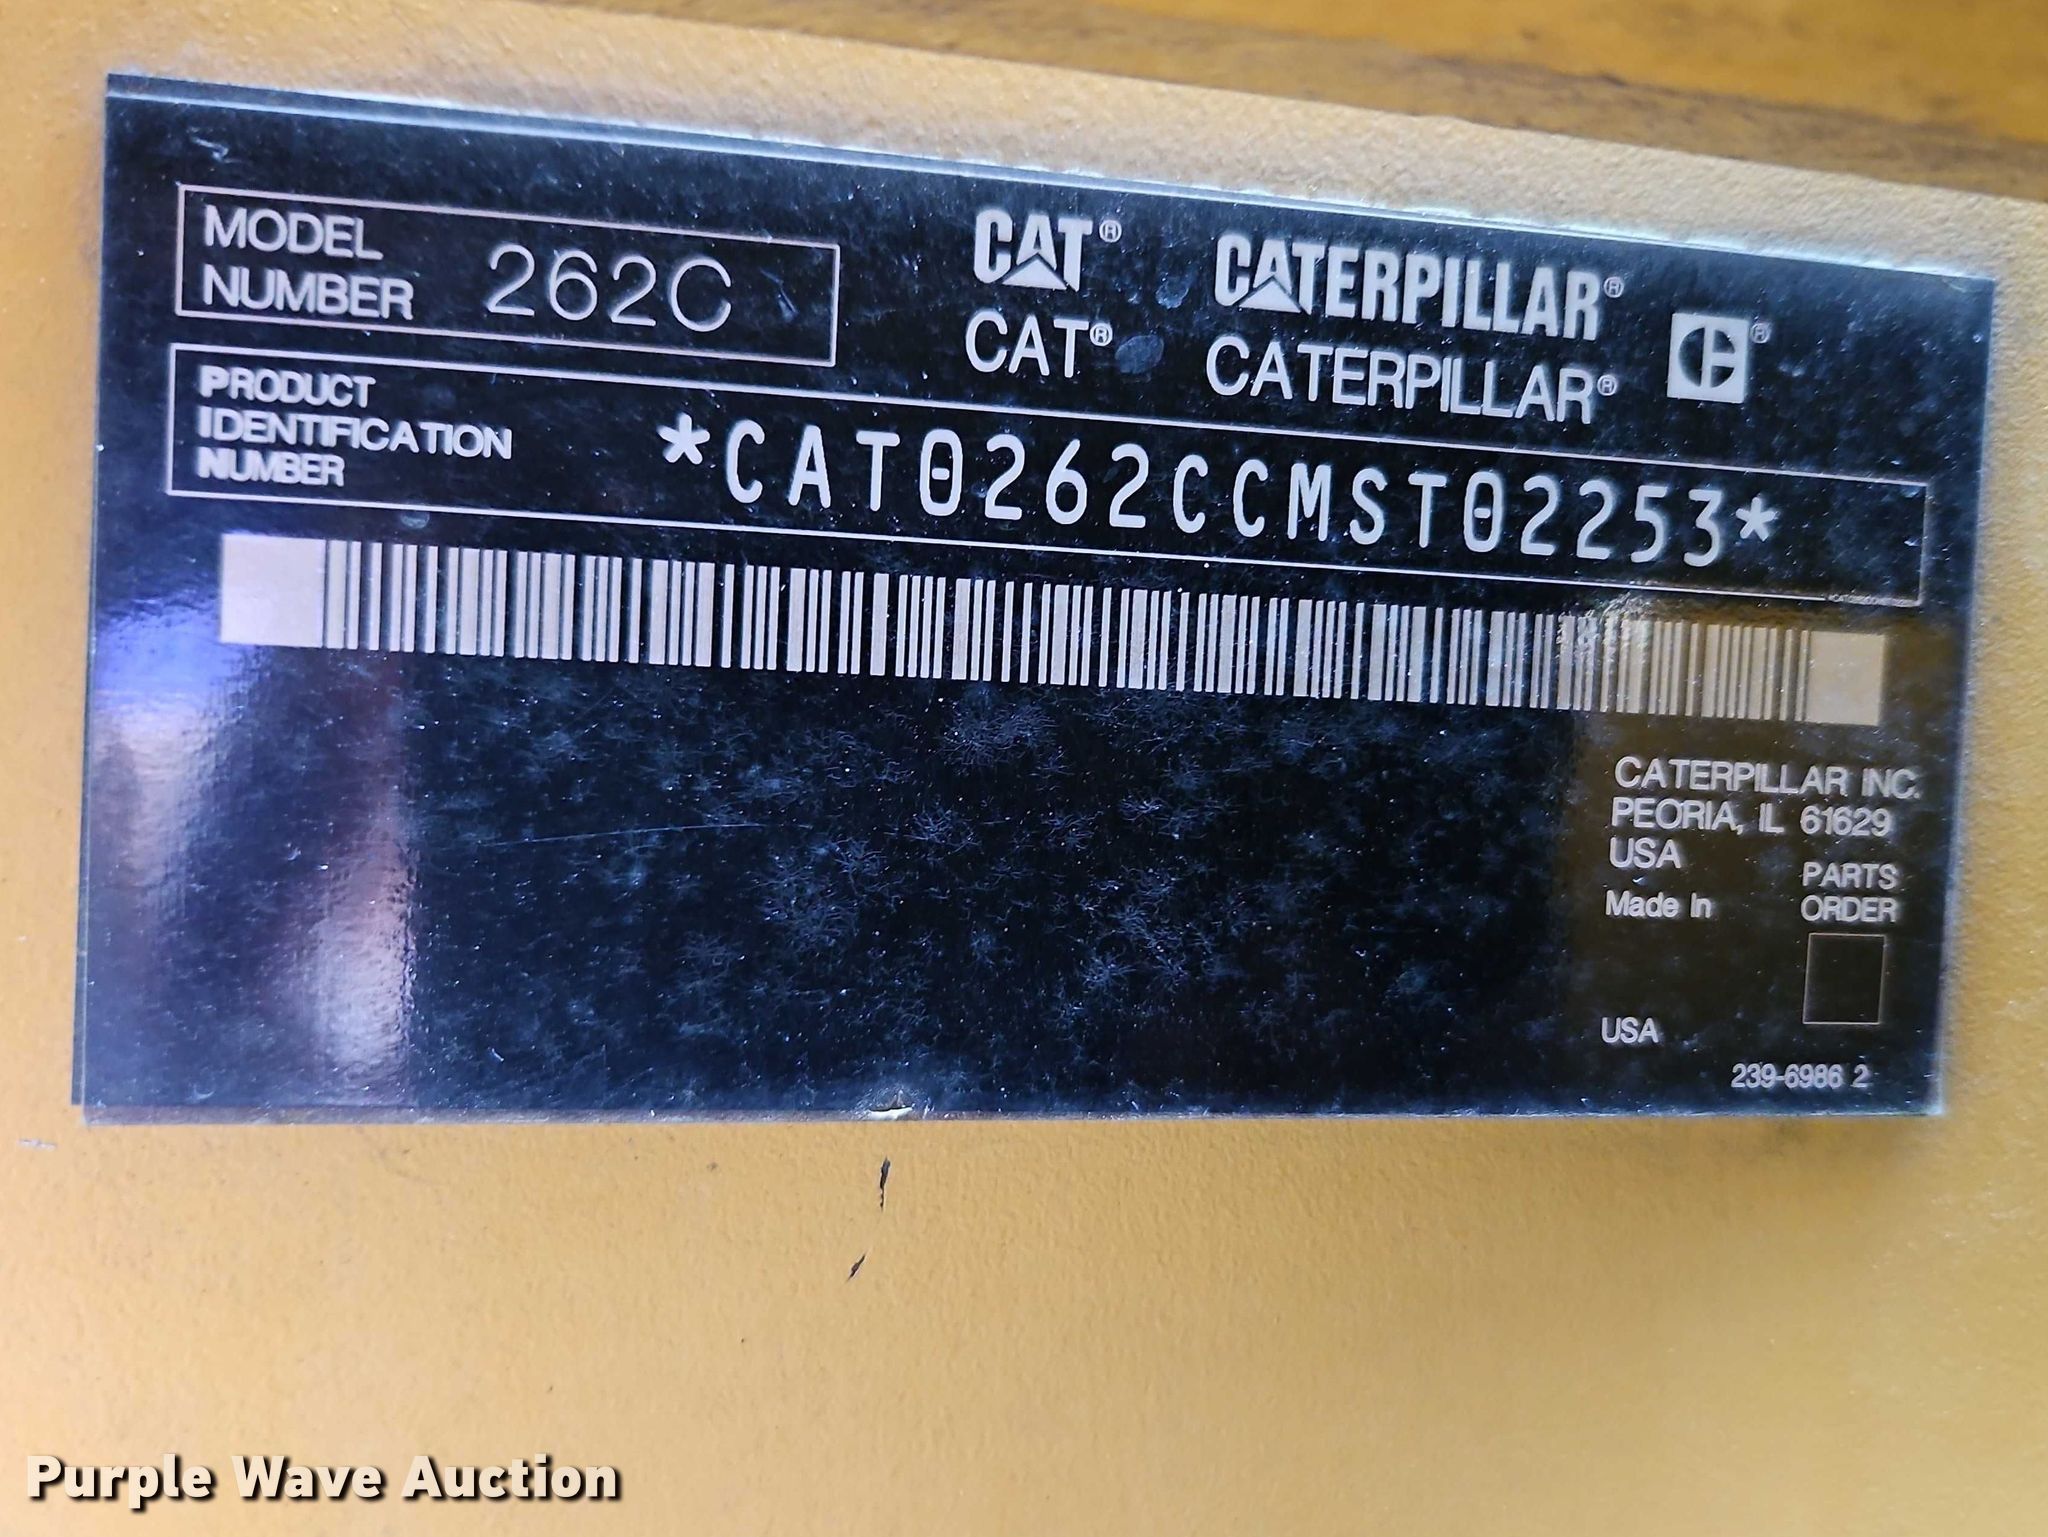 MODEL
NUMBER 262C
CAT® CATERPILLAR®
CAT® CATERPILLAR®
PRODUCT
IDENTIFICATION
NUMBER
*CAT0262CCMST02253*
CATERPILLAR INC.
PEORIA, IL 61629
USA
PARTS
ORDER
Made In
USA
239-6986 2
Purple Wave Auction